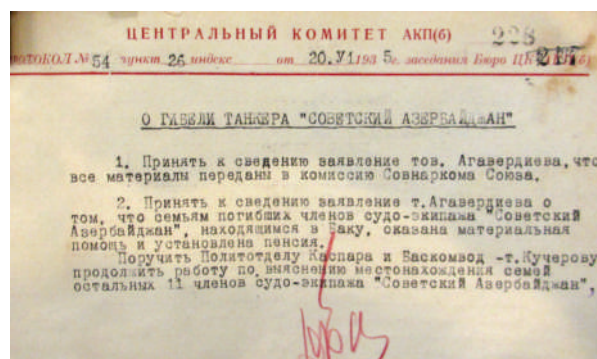 ЦЕНТРАЛЬНЫЙ КОМИТЕТ АКП(б) 228
ПРОТОКОЛ № 54 пункт 26 индекс от 20.VI.1935 г. заседания Бюро ЦК
О ГИБЕЛИ ТАНКЕРА "СОВЕТСКИЙ АЗЕРБАЙДЖАН"
1. Принять к сведению заявление тов. Агавердиева, что
все материалы переданы в комиссию Совнаркома Союза.
2. Принять к сведению заявление т.Агавердиева о
том, что семьям погибших членов судо-экипажа "Советский
Азербайджан", находящимся в Баку, оказана материальная
помощь и установлена пенсия.
Поручить Политотделу Каспара и Баскомвод -т.Кучерову
продолжить работу по выяснению местонахождения семей
остальных 11 членов судо-экипажа "Советский Азербайджан",